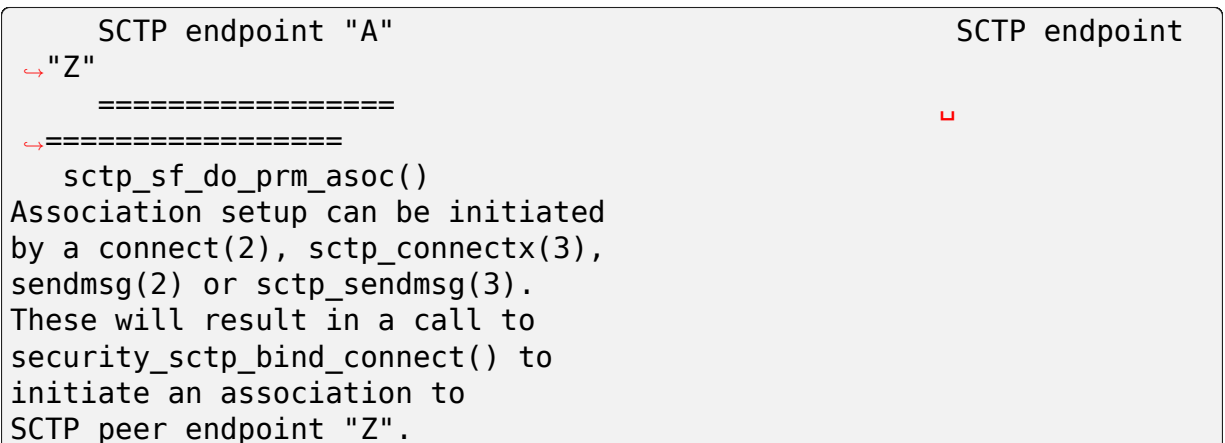 SCTP endpoint "A"                                SCTP endpoint
↪"Z"
      =================                                ␣
↪=================
    sctp_sf_do_prm_asoc()
Association setup can be initiated
by a connect(2), sctp_connectx(3),
sendmsg(2) or sctp_sendmsg(3).
These will result in a call to
security_sctp_bind_connect() to
initiate an association to
SCTP peer endpoint "Z".